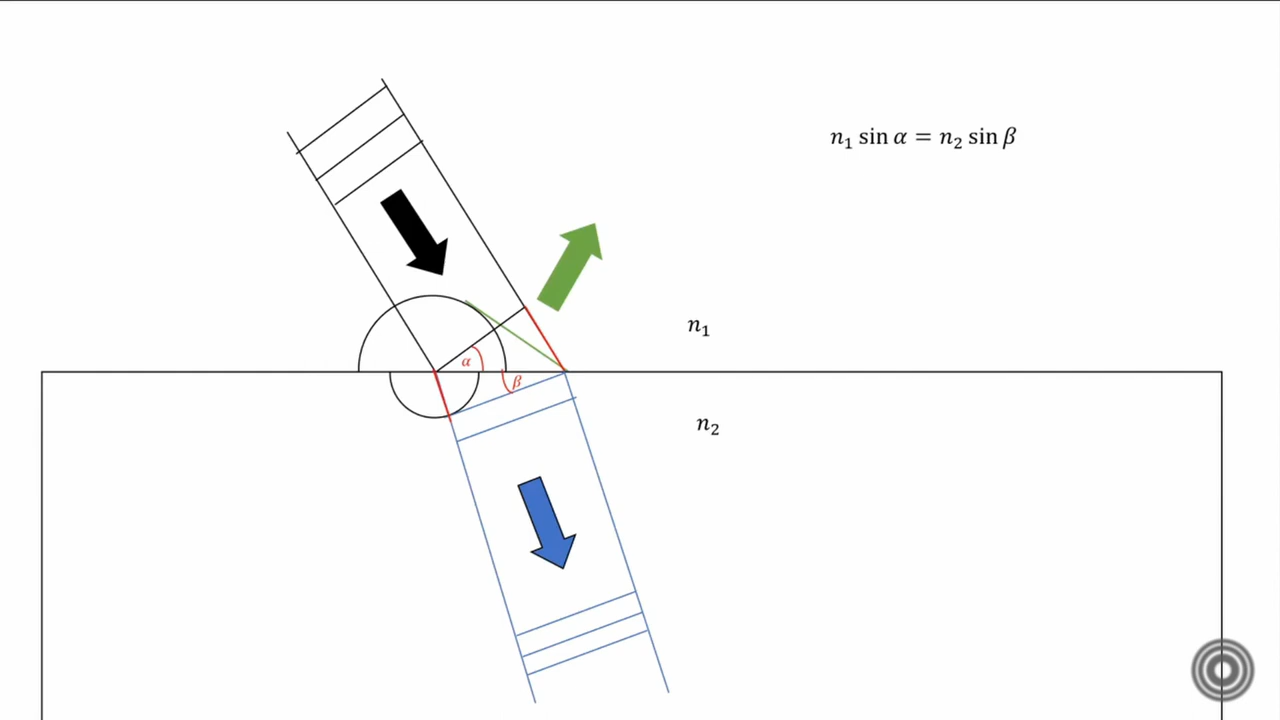 n₁ sin α = n₂ sin β
n₁
α
β
n₂